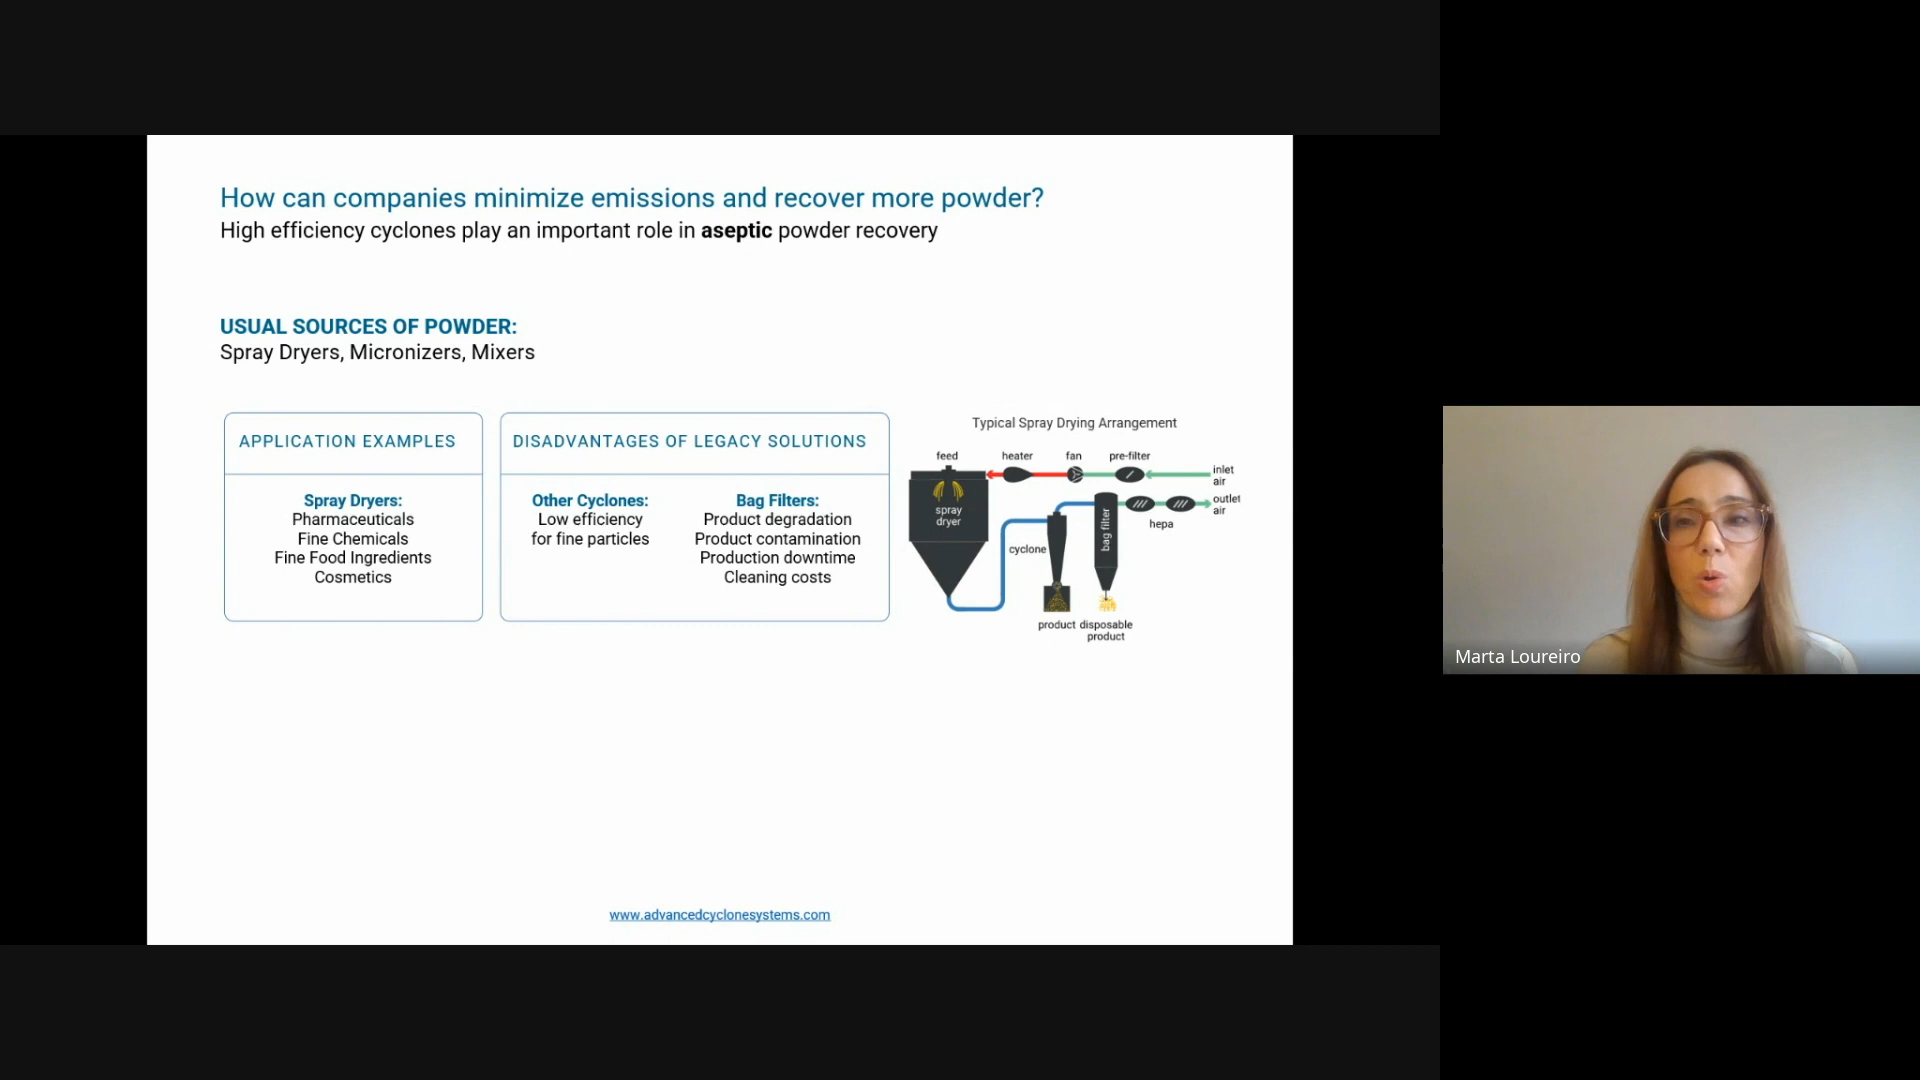 How can companies minimize emissions and recover more powder?
High efficiency cyclones play an important role in aseptic powder recovery
USUAL SOURCES OF POWDER:
Spray Dryers, Micronizers, Mixers
APPLICATION EXAMPLES
Spray Dryers:
Pharmaceuticals
Fine Chemicals
Fine Food Ingredients
Cosmetics
DISADVANTAGES OF LEGACY SOLUTIONS
Other Cyclones:
Low efficiency
for fine particles
Bag Filters:
Product degradation
Product contamination
Production downtime
Cleaning costs
Typical Spray Drying Arrangement
feed
heater
fan
pre-filter
inlet
air
outlet
air
spray
dryer
cyclone
bag filter
hepa
product
disposable
product
www.advancedcyclonesystems.com
Marta Loureiro